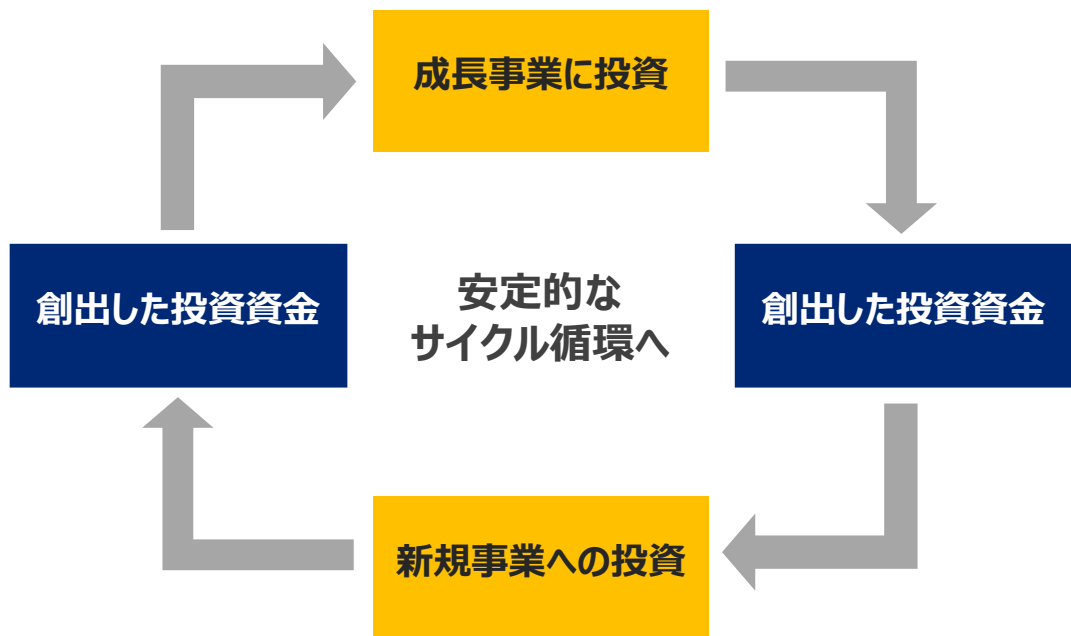 成長事業に投資
創出した投資資金
安定的な
サイクル循環へ
創出した投資資金
新規事業への投資